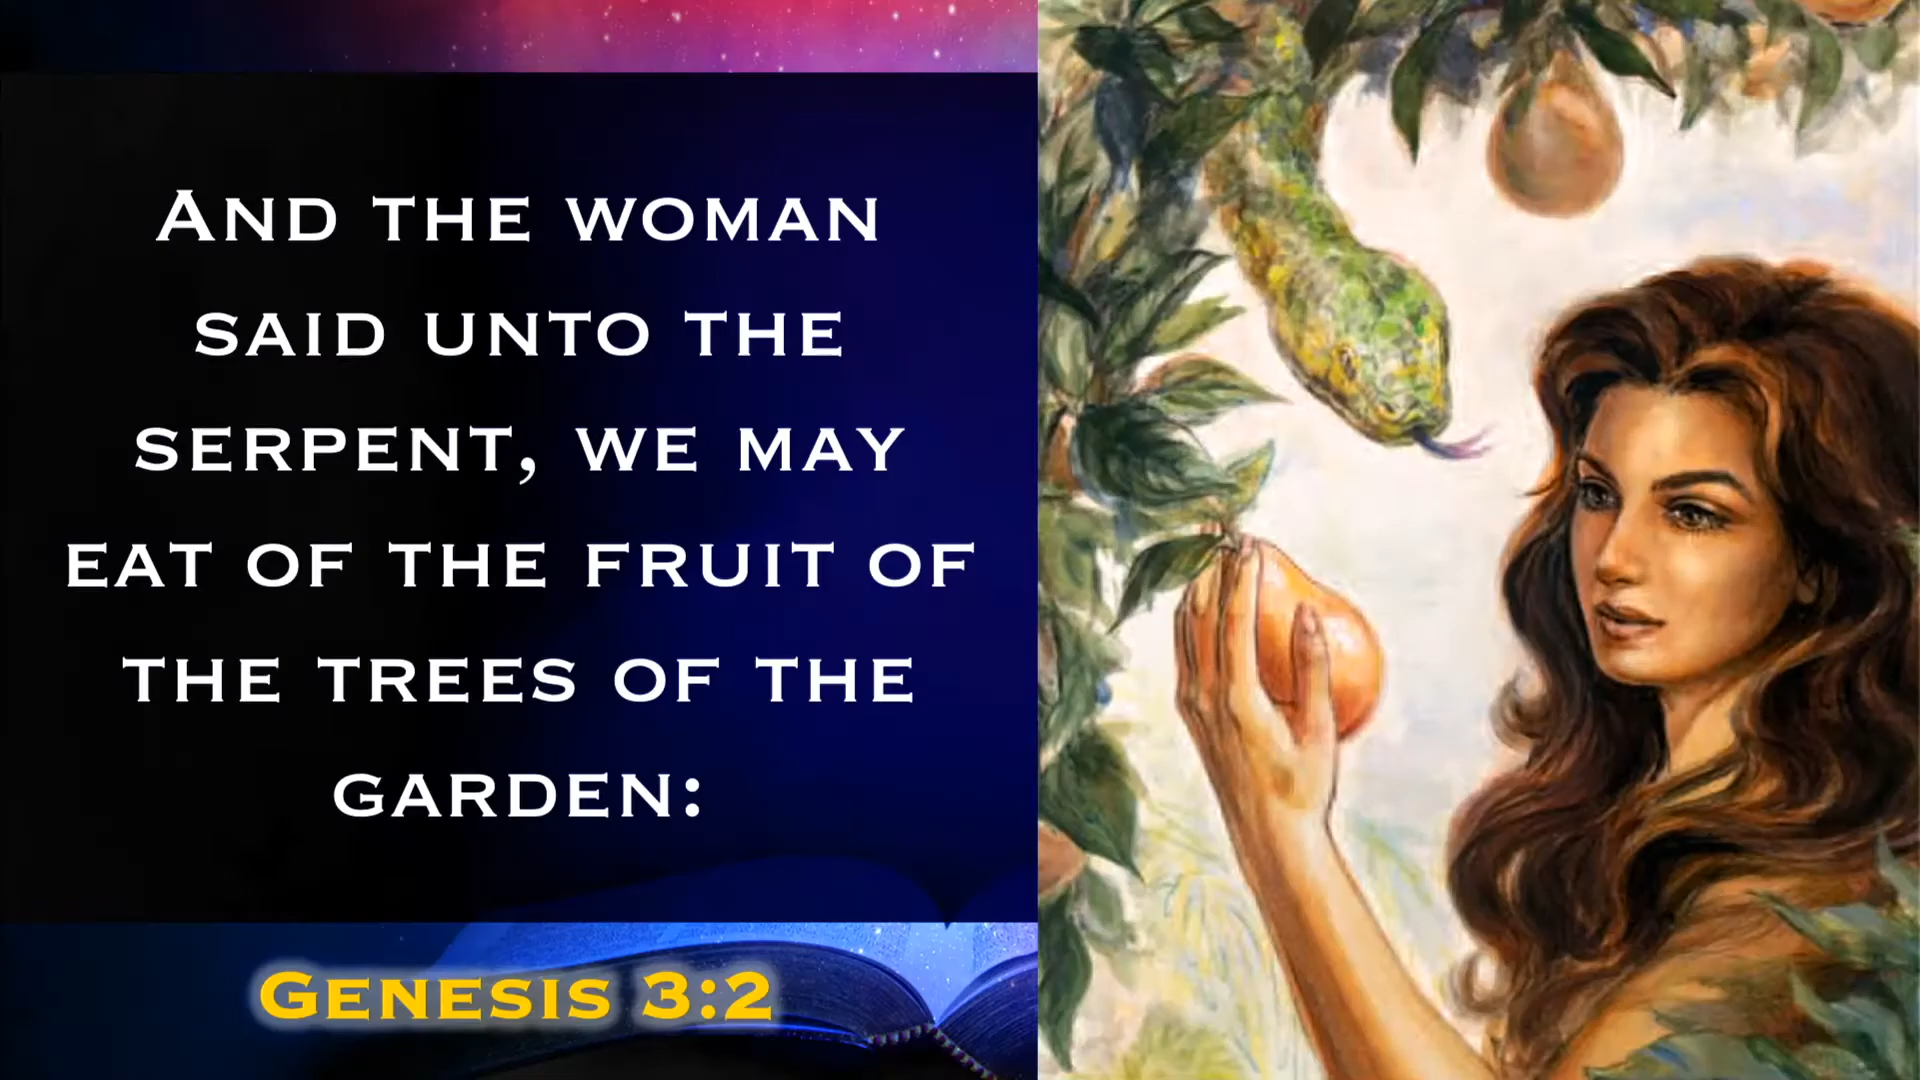 And the woman
said unto the
serpent, we may
eat of the fruit of
the trees of the
garden:
Genesis 3:2